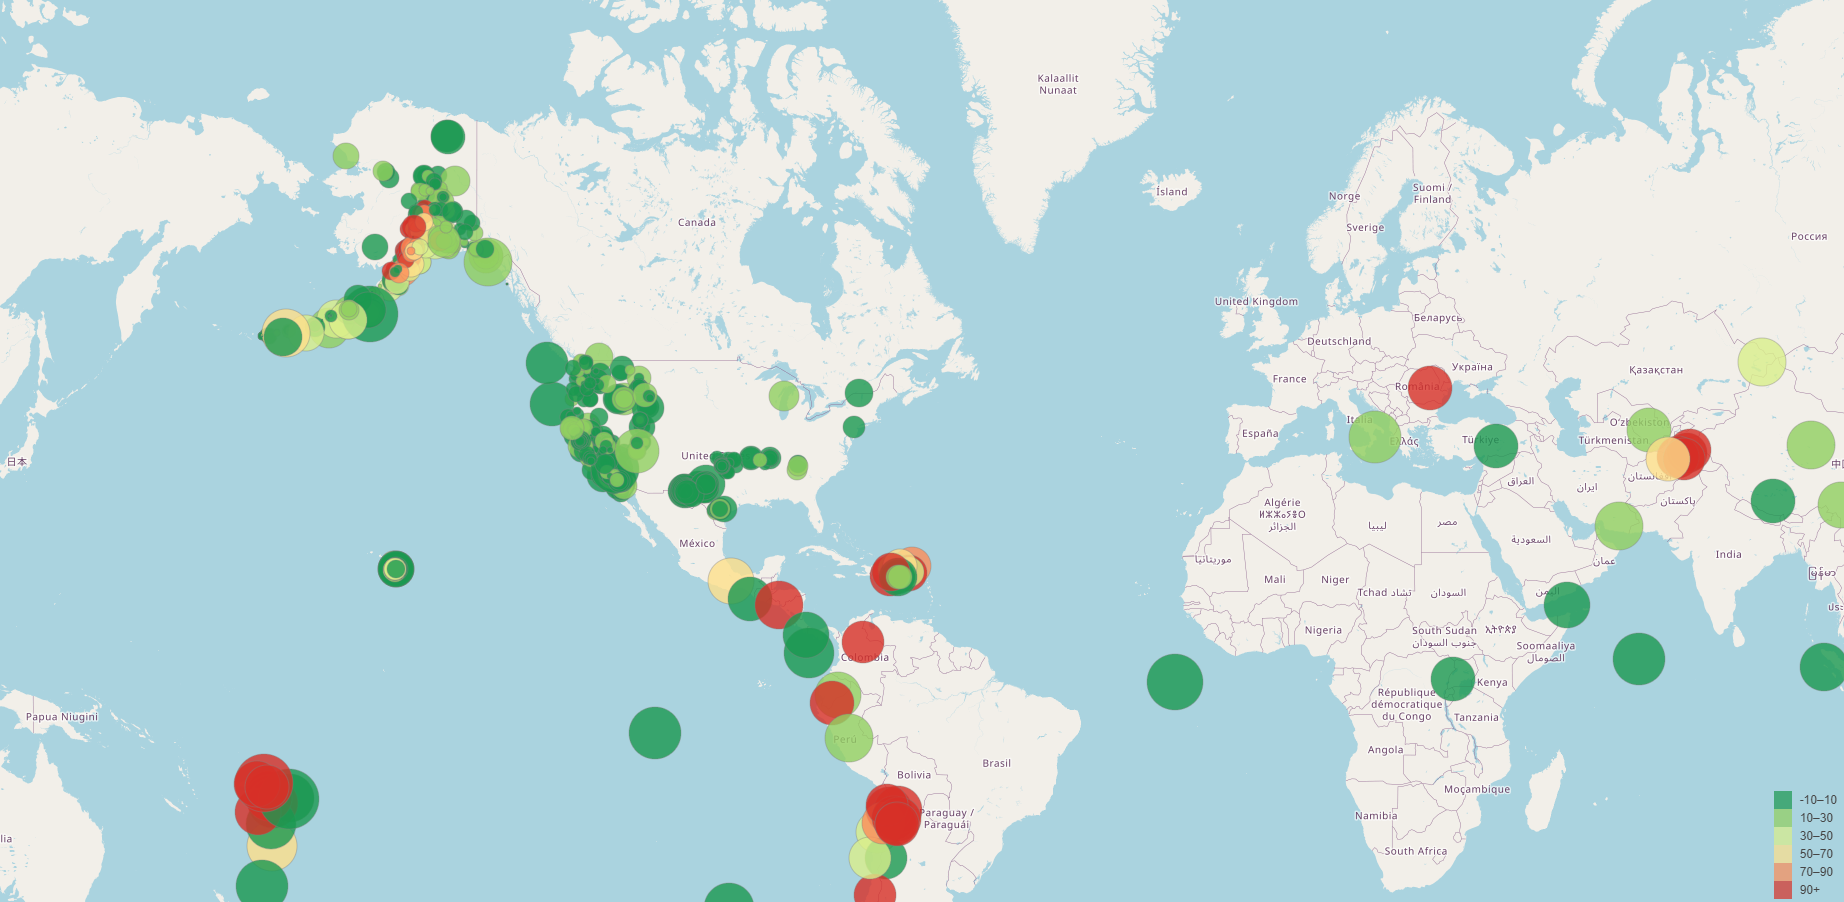 Kalaallit
Nunaat
Ísland
Norge
Suomi /
Finland
Sverige
Россия
Canada
United Kingdom
Беларусь
Deutschland
Україна
France
Қазақстан
România
Italia
O'zbekiston
España
Ελλάς
Türkiye
Türkmenistan
日本
Unite
中
العراق
ایران
افغانستان
پاکستان
Algérie
ⵍⵣⵣⴰⵢⴻⵔ
الجزائر
ليبيا
مصر
México
السعودية
India
موريتانيا
عمان
Mali
Niger
Tchad تشاد
السودان
اليمن
Nigeria
South Sudan
جنوب السودان
ኢትዮጵያ
Soomaaliya
الصومال
Colombia
Kenya
République
démocratique
du Congo
Papua Niugini
Tanzania
Perú
Angola
Brasil
Bolivia
Moçambique
Paraguay /
Paraguái
Namibia
lia
South Africa
-10–10
10–30
30–50
50–70
70–90
90+